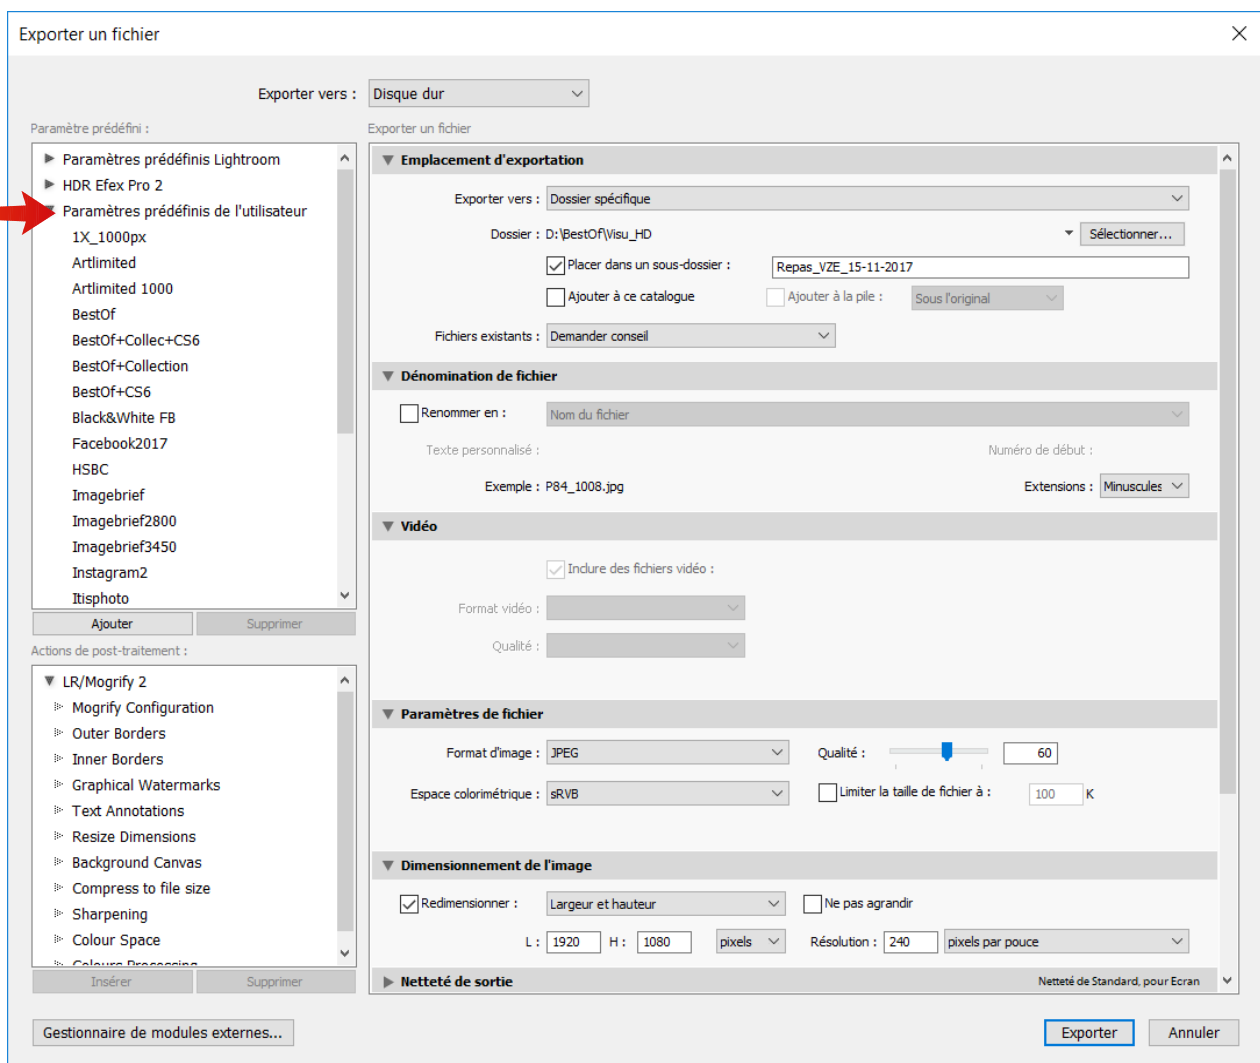 Exporter un fichier
Exporter vers : Disque dur
Paramètre prédéfini :
Paramètres prédéfinis Lightroom
HDR Efex Pro 2
Paramètres prédéfinis de l'utilisateur
1X_1000px
Artlimited
Artlimited 1000
BestOf
BestOf+Collec+CS6
BestOf+Collection
BestOf+CS6
Black&White FB
Facebook2017
HSBC
Imagebrief
Imagebrief2800
Imagebrief3450
Instagram2
Itisphoto
Ajouter Supprimer
Actions de post-traitement :
LR/Mogrify 2
Mogrify Configuration
Outer Borders
Inner Borders
Graphical Watermarks
Text Annotations
Resize Dimensions
Background Canvas
Compress to file size
Sharpening
Colour Space
Colours Processing
Insérer Supprimer
Exporter un fichier
Emplacement d'exportation
Exporter vers : Dossier spécifique
Dossier : D:\BestOf\Visu_HD Sélectionner...
Placer dans un sous-dossier : Repas_VZE_15-11-2017
Ajouter à ce catalogue Ajouter à la pile : Sous l'original
Fichiers existants : Demander conseil
Dénomination de fichier
Renommer en : Nom du fichier
Texte personnalisé : Numéro de début :
Exemple : P84_1008.jpg Extensions : Minuscules
Vidéo
Inclure des fichiers vidéo :
Format vidéo :
Qualité :
Paramètres de fichier
Format d'image : JPEG Qualité : 60
Espace colorimétrique : sRVB Limiter la taille de fichier à : 100 K
Dimensionnement de l'image
Redimensionner : Largeur et hauteur Ne pas agrandir
L : 1920 H : 1080 pixels Résolution : 240 pixels par pouce
Netteté de sortie Netteté de Standard, pour Ecran
Gestionnaire de modules externes... Exporter Annuler